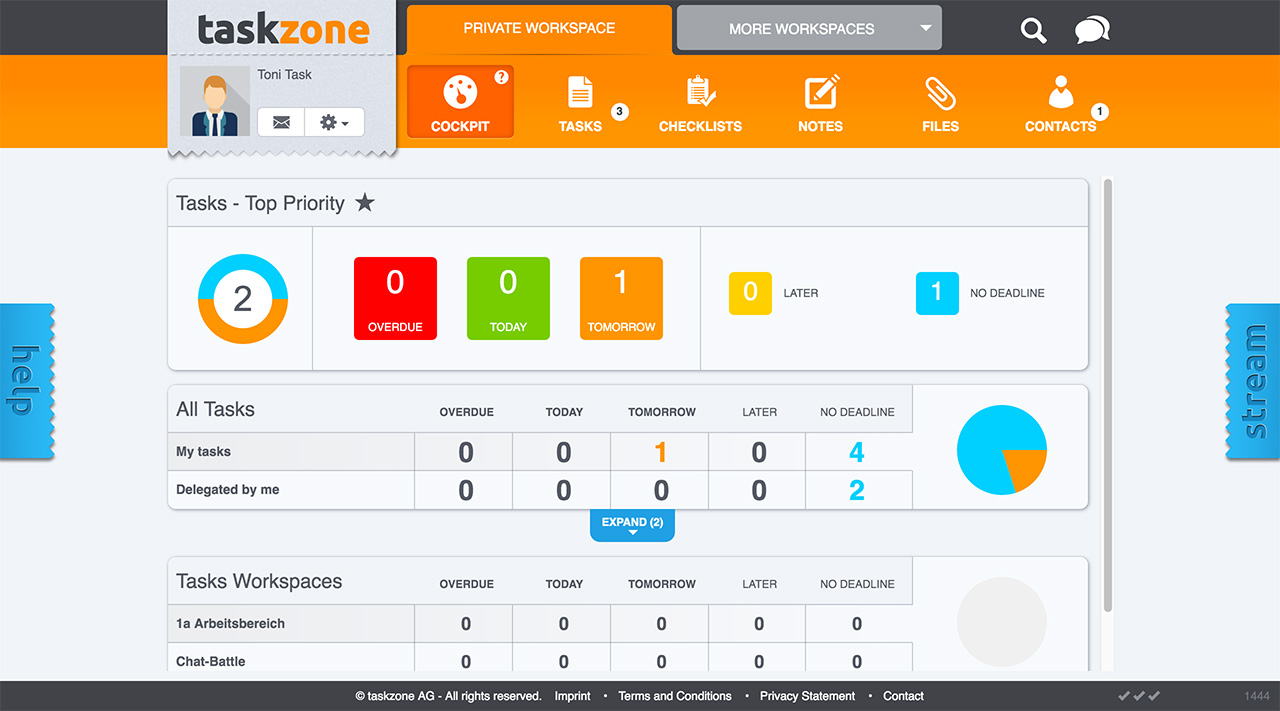 taskzone
PRIVATE WORKSPACE
MORE WORKSPACES
Toni Task
?
COCKPIT
TASKS
3
CHECKLISTS
NOTES
FILES
CONTACTS
1
Tasks - Top Priority
2
0
OVERDUE
0
TODAY
1
TOMORROW
0 LATER
1 NO DEADLINE
help
stream
All Tasks OVERDUE TODAY TOMORROW LATER NO DEADLINE
My tasks 0 0 1 0 4
Delegated by me 0 0 0 0 2
EXPAND (2)
Tasks Workspaces OVERDUE TODAY TOMORROW LATER NO DEADLINE
1a Arbeitsbereich 0 0 0 0 0
Chat-Battle 0 0 0 0 0
© taskzone AG - All rights reserved. Imprint • Terms and Conditions • Privacy Statement • Contact
1444